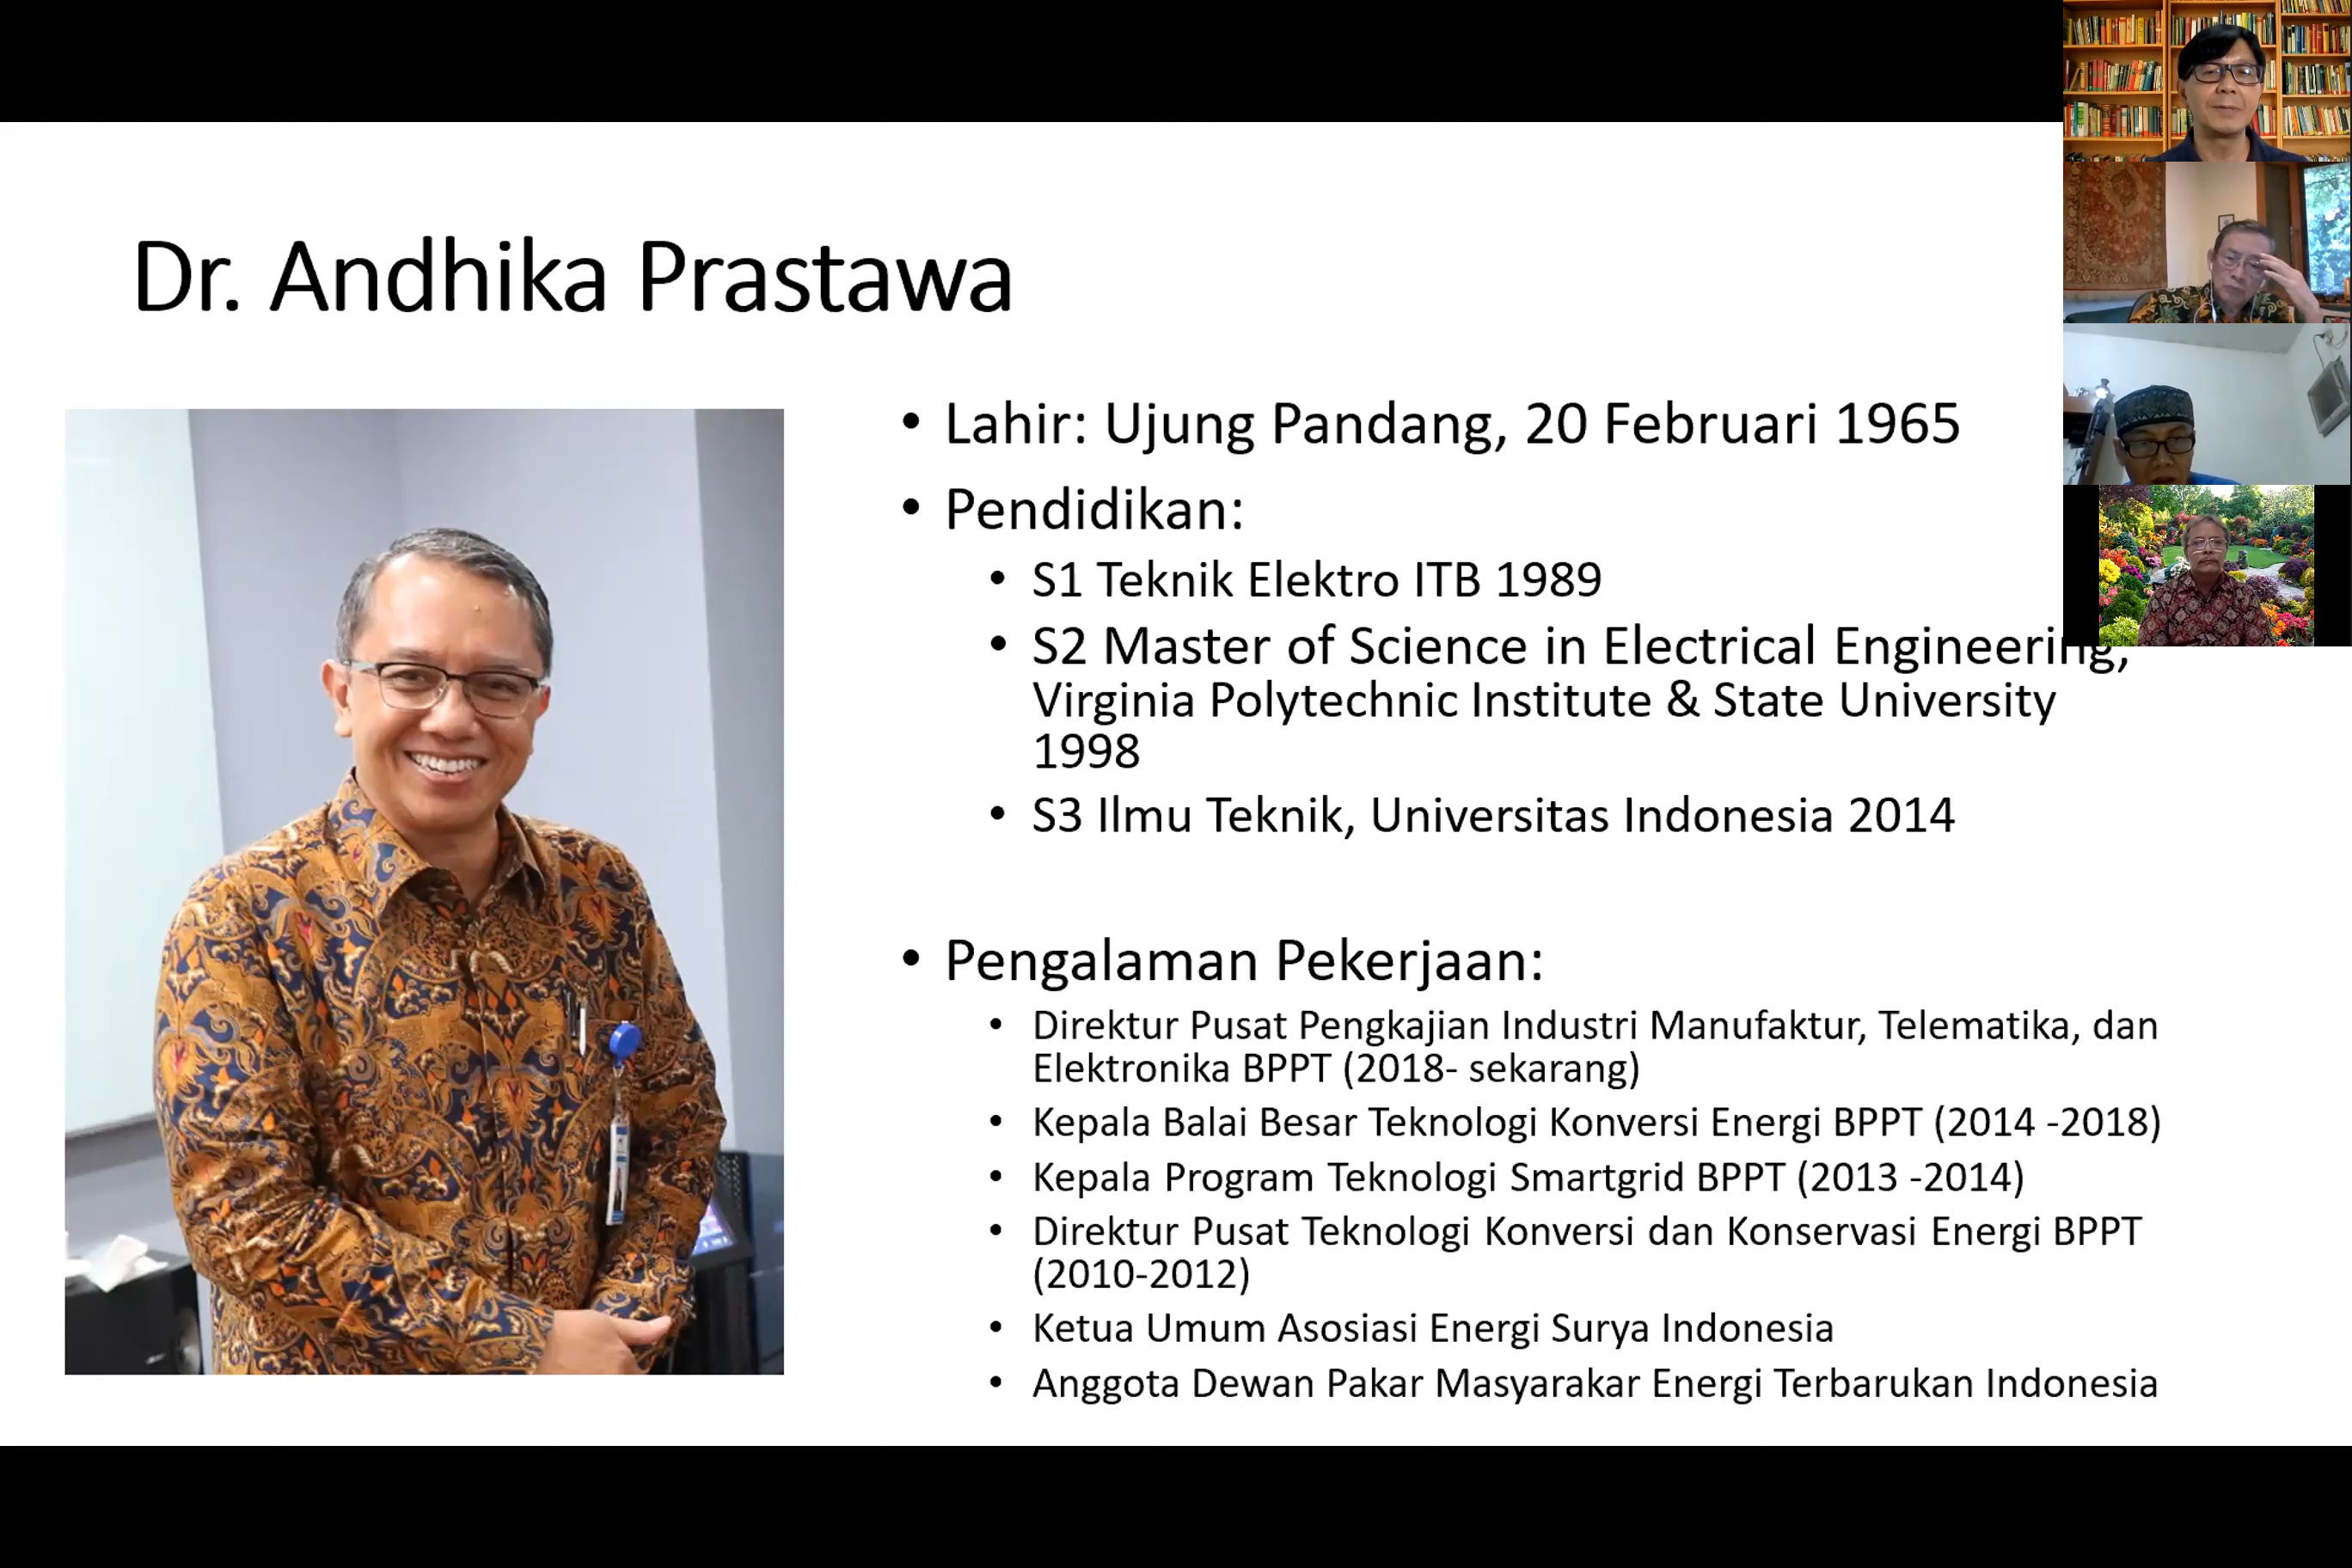 Dr. Andhika Prastawa
• Lahir: Ujung Pandang, 20 Februari 1965
• Pendidikan:
• S1 Teknik Elektro ITB 1989
• S2 Master of Science in Electrical Engineering,
Virginia Polytechnic Institute & State University
1998
• S3 Ilmu Teknik, Universitas Indonesia 2014
• Pengalaman Pekerjaan:
• Direktur Pusat Pengkajian Industri Manufaktur, Telematika, dan
Elektronika BPPT (2018- sekarang)
• Kepala Balai Besar Teknologi Konversi Energi BPPT (2014 -2018)
• Kepala Program Teknologi Smartgrid BPPT (2013 -2014)
• Direktur Pusat Teknologi Konversi dan Konservasi Energi BPPT
(2010-2012)
• Ketua Umum Asosiasi Energi Surya Indonesia
• Anggota Dewan Pakar Masyarakar Energi Terbarukan Indonesia